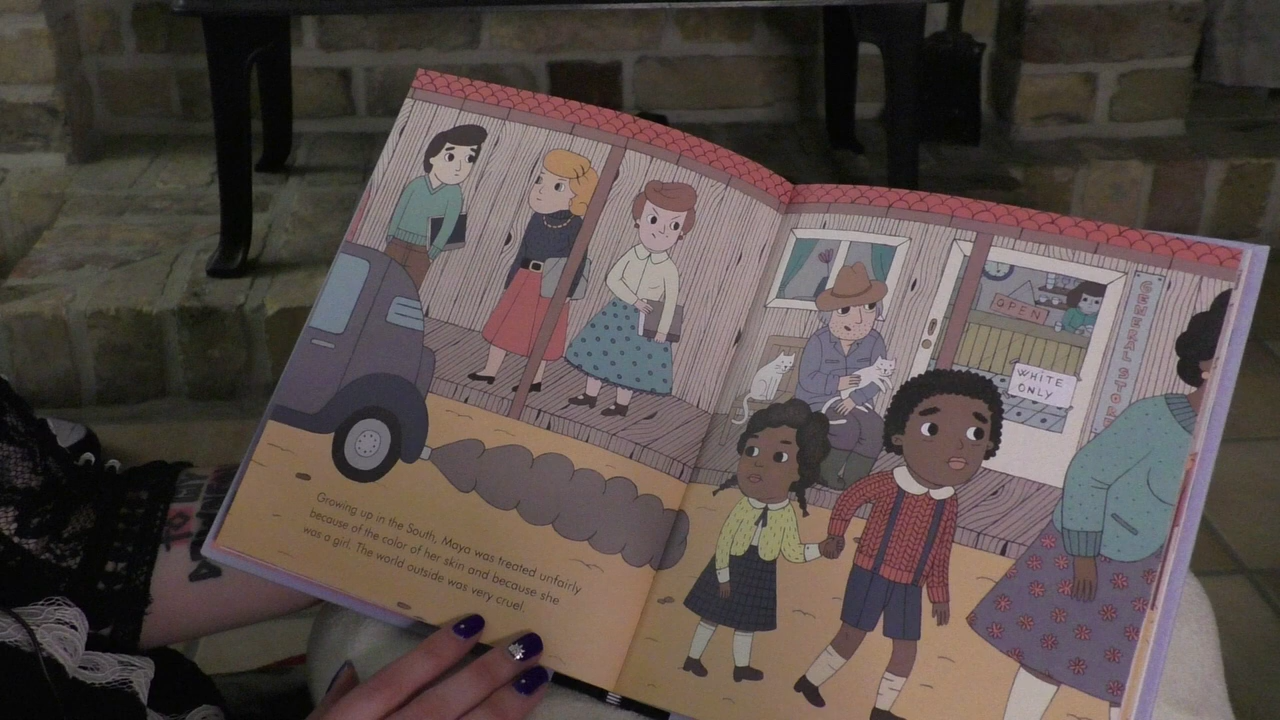 Growing up in the South, Maya was treated unfairly
because of the color of her skin and because she
was a girl. The world outside was very cruel.
OPEN
WHITE
ONLY
GENERAL STOR